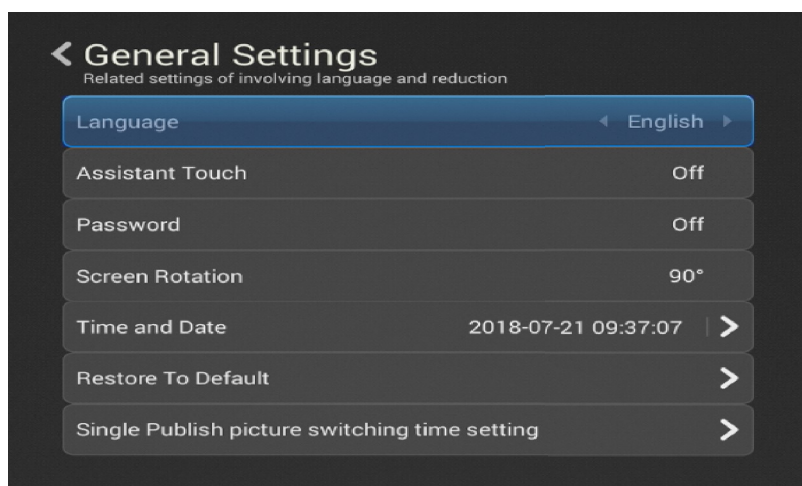 General Settings
Related settings of involving language and reduction
Language English
Assistant Touch Off
Password Off
Screen Rotation 90°
Time and Date 2018-07-21 09:37:07
Restore To Default
Single Publish picture switching time setting